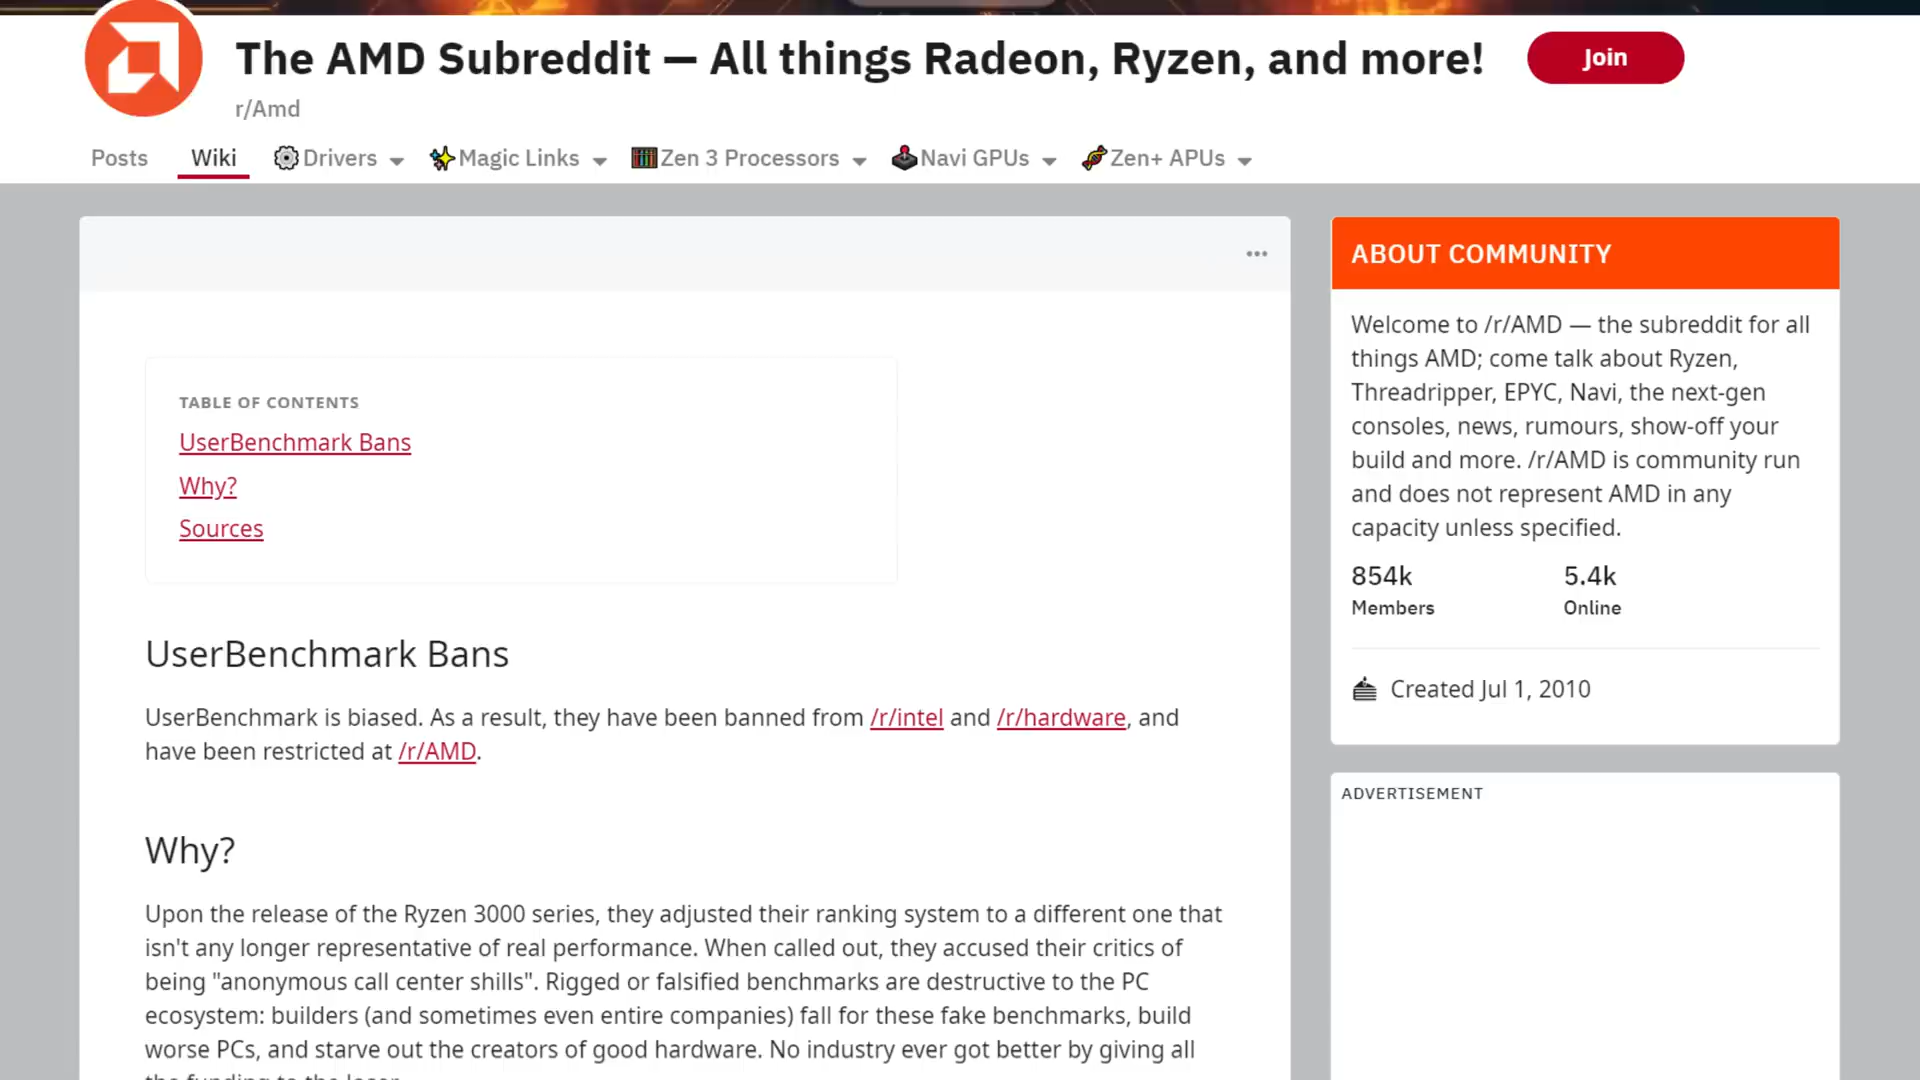 The AMD Subreddit — All things Radeon, Ryzen, and more!
Join
r/Amd
Posts
Wiki
Drivers
Magic Links
Zen 3 Processors
Navi GPUs
Zen+ APUs
TABLE OF CONTENTS
UserBenchmark Bans
Why?
Sources
UserBenchmark Bans
UserBenchmark is biased. As a result, they have been banned from /r/intel and /r/hardware, and
have been restricted at /r/AMD.
Why?
Upon the release of the Ryzen 3000 series, they adjusted their ranking system to a different one that
isn't any longer representative of real performance. When called out, they accused their critics of
being "anonymous call center shills". Rigged or falsified benchmarks are destructive to the PC
ecosystem: builders (and sometimes even entire companies) fall for these fake benchmarks, build
worse PCs, and starve out the creators of good hardware. No industry ever got better by giving all
the funding to the loser.
ABOUT COMMUNITY
Welcome to /r/AMD — the subreddit for all
things AMD; come talk about Ryzen,
Threadripper, EPYC, Navi, the next-gen
consoles, news, rumours, show-off your
build and more. /r/AMD is community run
and does not represent AMD in any
capacity unless specified.
854k
Members
5.4k
Online
Created Jul 1, 2010
ADVERTISEMENT